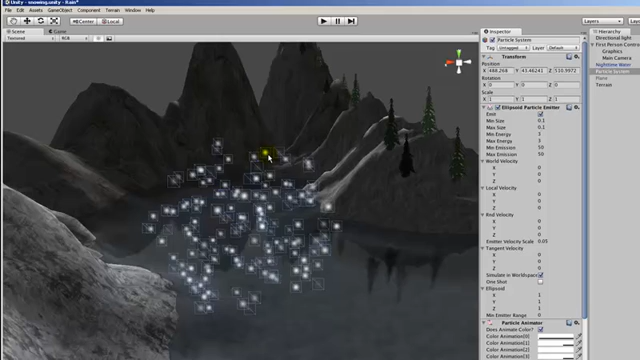 Unity - snowing.unity - Rain*
File Edit Assets GameObject Component Terrain Window Help
Center Local
Layers Layout
Scene Game
Textured RGB
Inspector
Particle System
Tag Untagged Layer Default
Transform
Position
X 488.268 Y 43.46241 Z 510.9972
Rotation
X 0 Y 0 Z 0
Scale
X 1 Y 1 Z 1
Ellipsoid Particle Emitter
Emit
Min Size 0.1
Max Size 0.1
Min Energy 3
Max Energy 3
Min Emission 50
Max Emission 50
World Velocity
X 0
Y 0
Z 0
Local Velocity
X 0
Y 0
Z 0
Rnd Velocity
X 0
Y 0
Z 0
Emitter Velocity Scale 0.05
Tangent Velocity
X 0
Y 0
Z 0
Simulate in Worldspace
One Shot
Ellipsoid
X 1
Y 1
Z 1
Min Emitter Range 0
Particle Animator
Does Animate Color?
Color Animation[0]
Color Animation[1]
Color Animation[2]
Color Animation[3]
Hierarchy
Directional light
First Person Control
Graphics
Main Camera
Nighttime Water
Particle System
Plane
Terrain